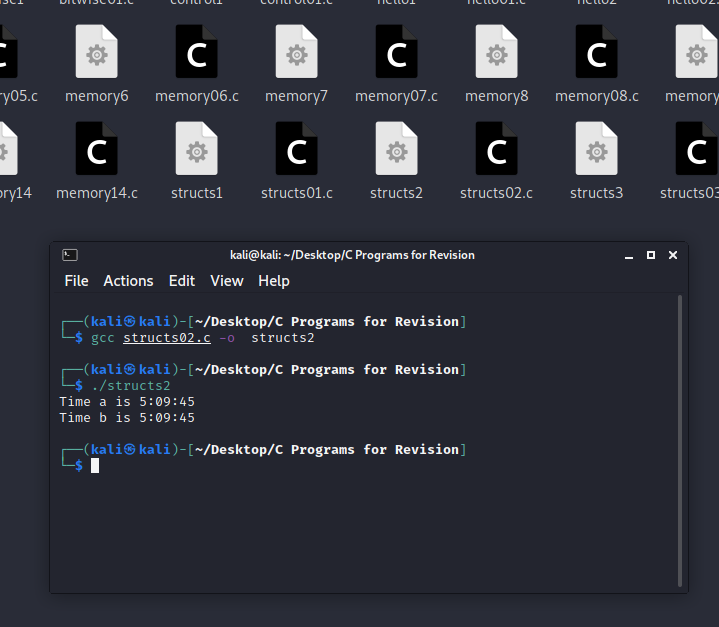 bitwise01.c control1 control01.c hello1 hello01.c hello2
ry05.c memory6 memory06.c memory7 memory07.c memory8 memory08.c memory
ry14 memory14.c structs1 structs01.c structs2 structs02.c structs3 structs03
kali@kali: ~/Desktop/C Programs for Revision
File Actions Edit View Help
┌──(kali㉿kali)-[~/Desktop/C Programs for Revision]
└─$ gcc structs02.c -o  structs2
┌──(kali㉿kali)-[~/Desktop/C Programs for Revision]
└─$ ./structs2
Time a is 5:09:45
Time b is 5:09:45
┌──(kali㉿kali)-[~/Desktop/C Programs for Revision]
└─$